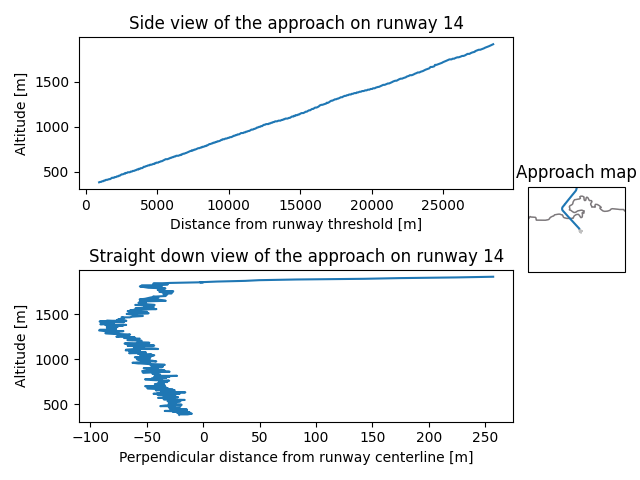 Side view of the approach on runway 14
Altitude [m]
1500
1000
500
0
5000
10000
15000
20000
25000
Distance from runway threshold [m]
Approach map
Straight down view of the approach on runway 14
Altitude [m]
1500
1000
500
−100
−50
0
50
100
150
200
250
Perpendicular distance from runway centerline [m]